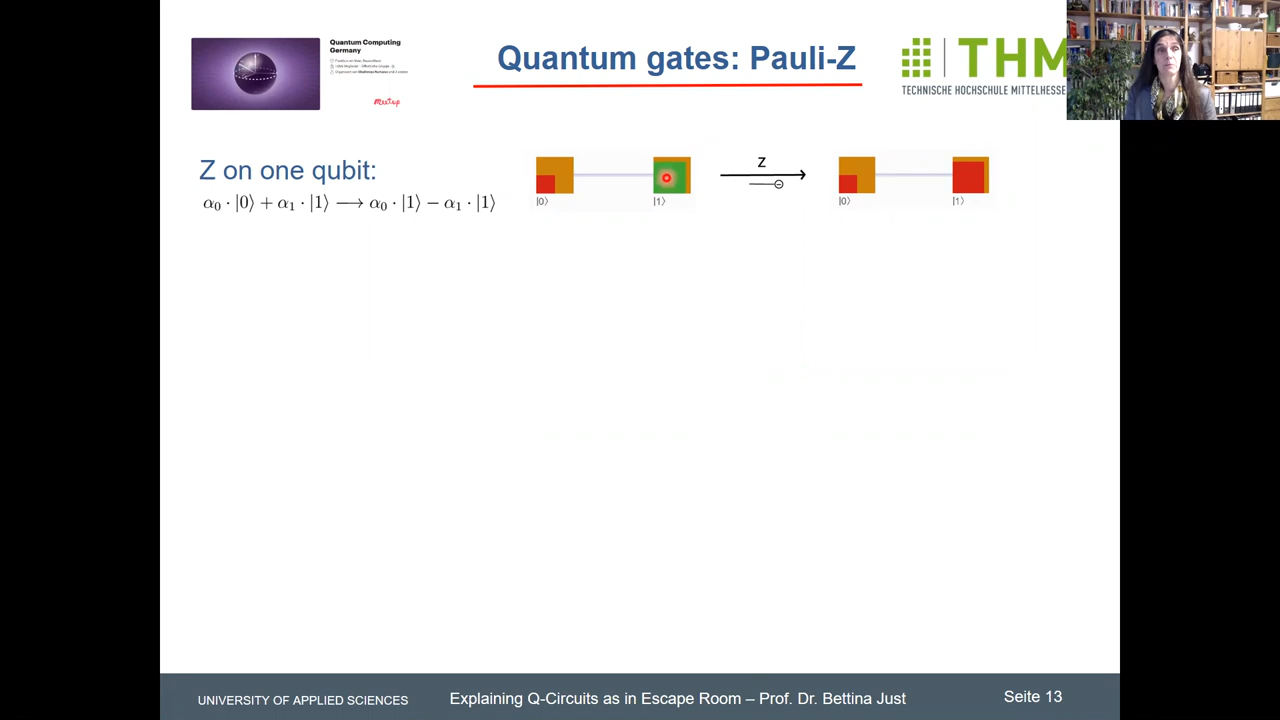 Quantum Computing
Germany
Meetup
Quantum gates: Pauli-Z
THM
TECHNISCHE HOCHSCHULE MITTELHESSE
Z on one qubit:
α₀ · |0⟩ + α₁ · |1⟩ ⟶ α₀ · |1⟩ − α₁ · |1⟩
|0⟩
|1⟩
Z
|0⟩
|1⟩
UNIVERSITY OF APPLIED SCIENCES
Explaining Q-Circuits as in Escape Room – Prof. Dr. Bettina Just
Seite 13